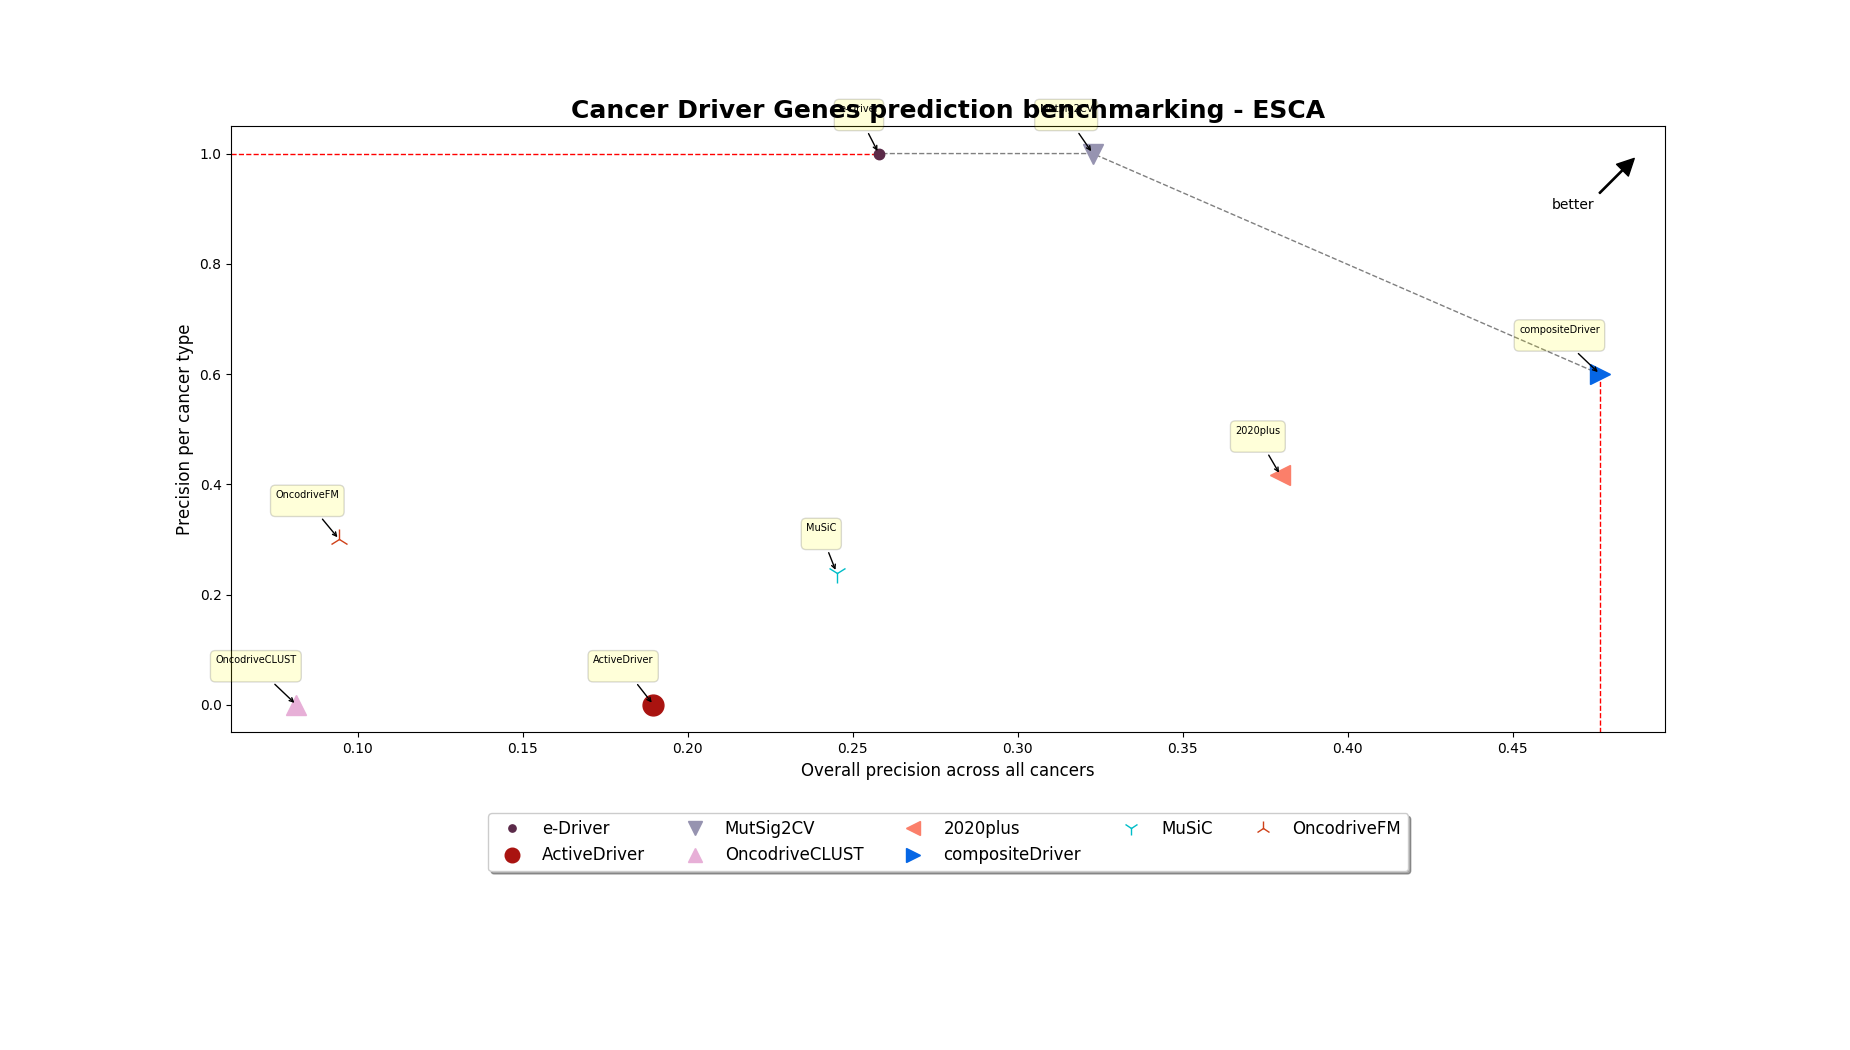 Cancer Driver Genes prediction benchmarking - ESCA
e-Driver
MutSig2CV
1.0
better
0.8
compositeDriver
0.6
Precision per cancer type
2020plus
0.4
OncodriveFM
MuSiC
0.2
OncodriveCLUST
ActiveDriver
0.0
0.10 0.15 0.20 0.25 0.30 0.35 0.40 0.45
Overall precision across all cancers
e-Driver MutSig2CV 2020plus MuSiC OncodriveFM
ActiveDriver OncodriveCLUST compositeDriver